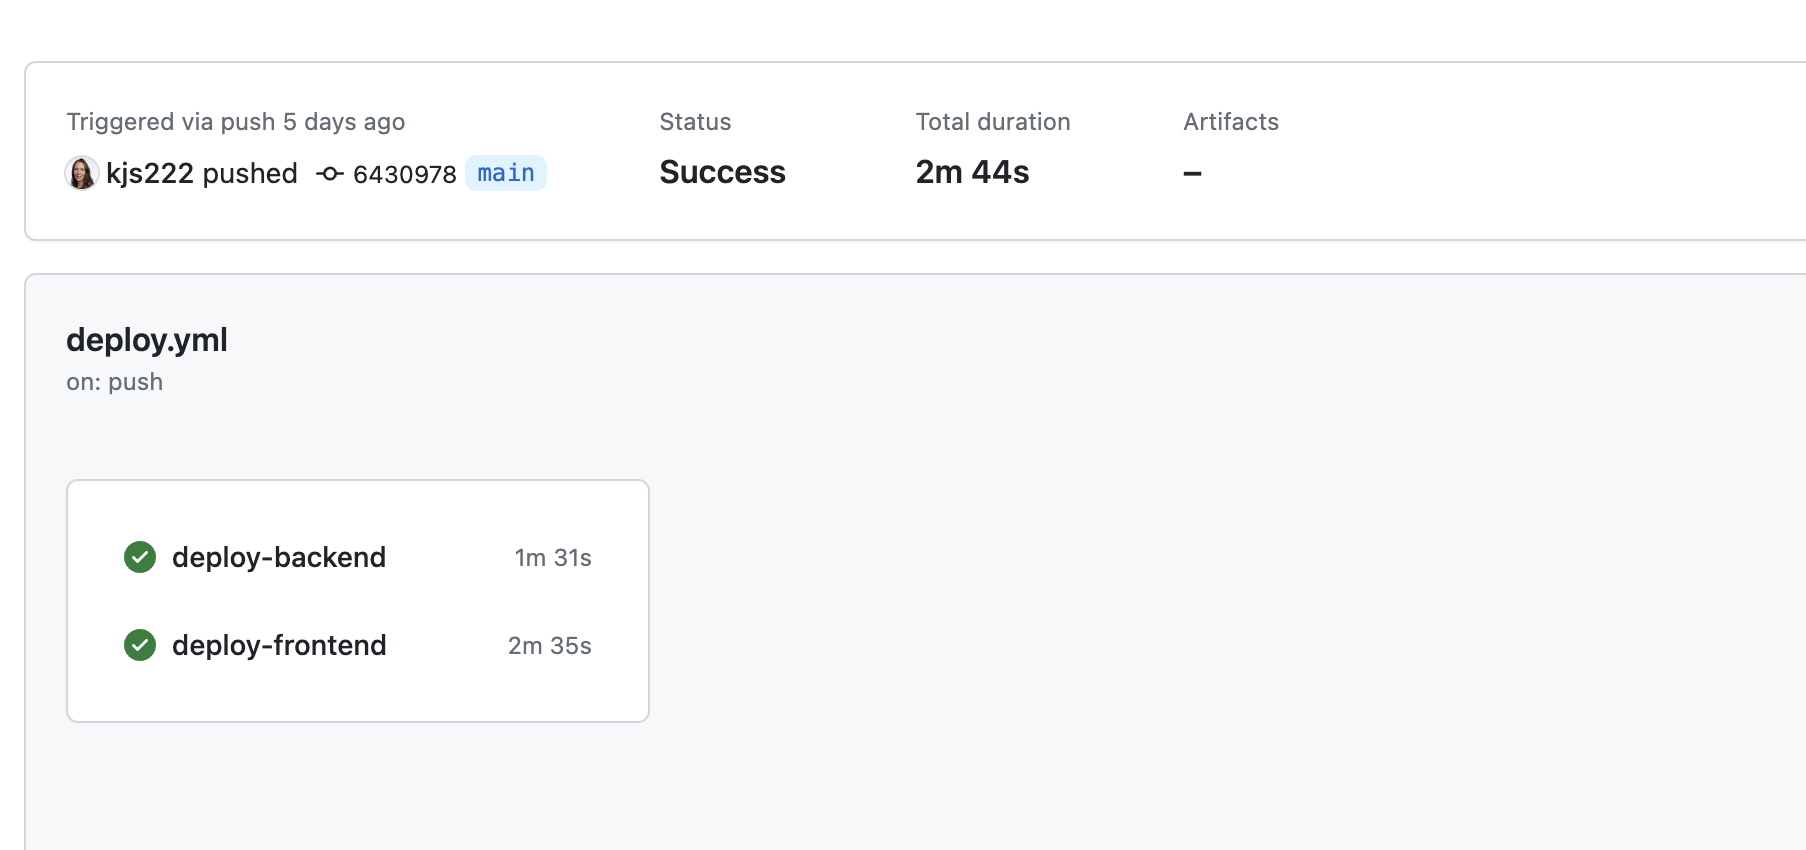 Triggered via push 5 days ago
kjs222 pushed 6430978 main
Status
Success
Total duration
2m 44s
Artifacts
–
deploy.yml
on: push
deploy-backend 1m 31s
deploy-frontend 2m 35s